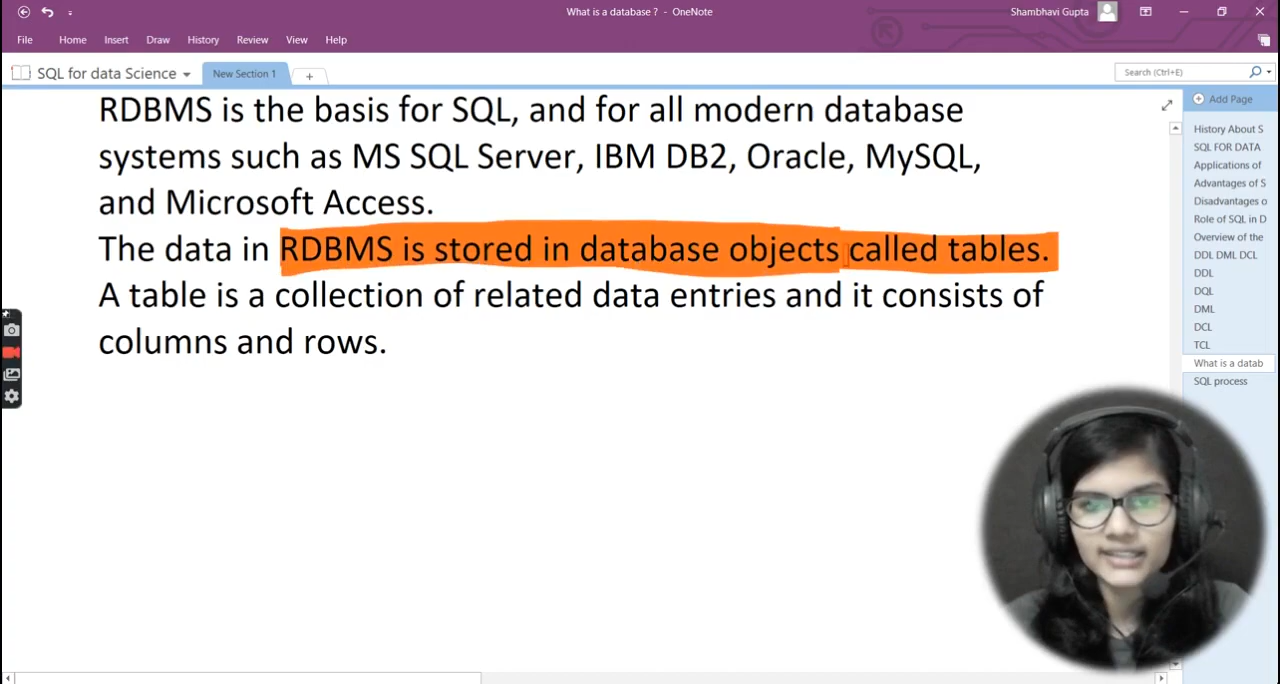 What is a database ? - OneNote
Shambhavi Gupta
File Home Insert Draw History Review View Help
SQL for data Science New Section 1 +
Search (Ctrl+E)
RDBMS is the basis for SQL, and for all modern database
systems such as MS SQL Server, IBM DB2, Oracle, MySQL,
and Microsoft Access.
The data in RDBMS is stored in database objects called tables.
A table is a collection of related data entries and it consists of
columns and rows.
Add Page
History About S
SQL FOR DATA
Applications of
Advantages of S
Disadvantages o
Role of SQL in D
Overview of the
DDL DML DCL
DDL
DQL
DML
DCL
TCL
What is a datab
SQL process